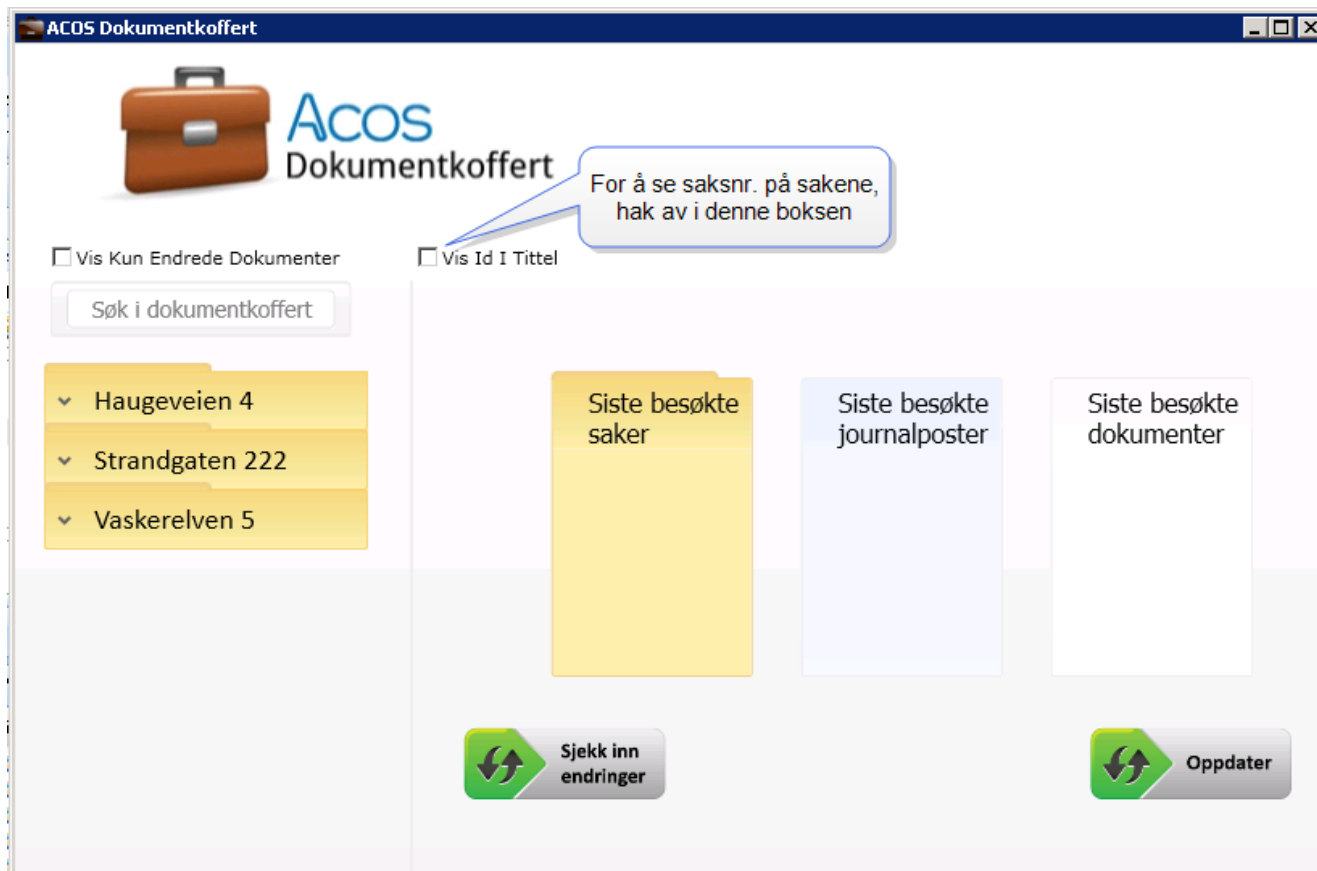 ACOS Dokumentkoffert
Acos
Dokumentkoffert
For å se saksnr. på sakene,
hak av i denne boksen
Vis Kun Endrede Dokumenter
Vis Id I Tittel
Søk i dokumentkoffert
Haugeveien 4
Strandgaten 222
Vaskerelven 5
Siste besøkte
saker
Siste besøkte
journalposter
Siste besøkte
dokumenter
Sjekk inn
endringer
Oppdater